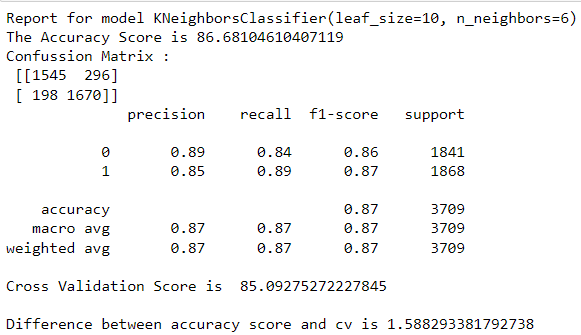 Report for model KNeighborsClassifier(leaf_size=10, n_neighbors=6)
The Accuracy Score is 86.68104610407119
Confussion Matrix :
[[1545 296]
[ 198 1670]]
precision recall f1-score support
0 0.89 0.84 0.86 1841
1 0.85 0.89 0.87 1868
accuracy 0.87 3709
macro avg 0.87 0.87 0.87 3709
weighted avg 0.87 0.87 0.87 3709
Cross Validation Score is 85.09275272227845
Difference between accuracy score and cv is 1.588293381792738